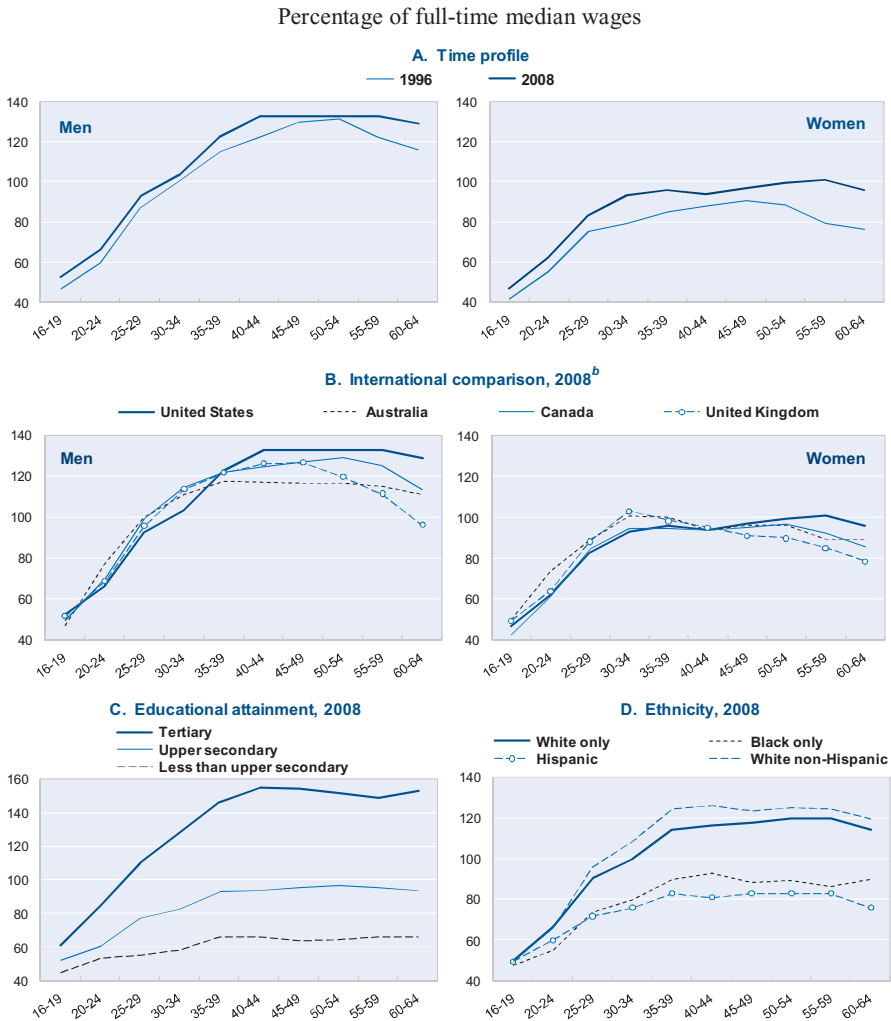 Percentage of full-time median wages
A. Time profile
1996 2008
140
120
100
80
60
40
Men
16-19 20-24 25-29 30-34 35-39 40-44 45-49 50-54 55-59 60-64
140
120
100
80
60
40
Women
16-19 20-24 25-29 30-34 35-39 40-44 45-49 50-54 55-59 60-64
B. International comparison, 2008b
United States Australia Canada United Kingdom
140
120
100
80
60
40
Men
16-19 20-24 25-29 30-34 35-39 40-44 45-49 50-54 55-59 60-64
140
120
100
80
60
40
Women
16-19 20-24 25-29 30-34 35-39 40-44 45-49 50-54 55-59 60-64
C. Educational attainment, 2008
Tertiary
Upper secondary
Less than upper secondary
160
140
120
100
80
60
40
16-19 20-24 25-29 30-34 35-39 40-44 45-49 50-54 55-59 60-64
D. Ethnicity, 2008
White only Black only
Hispanic White non-Hispanic
140
120
100
80
60
40
16-19 20-24 25-29 30-34 35-39 40-44 45-49 50-54 55-59 60-64